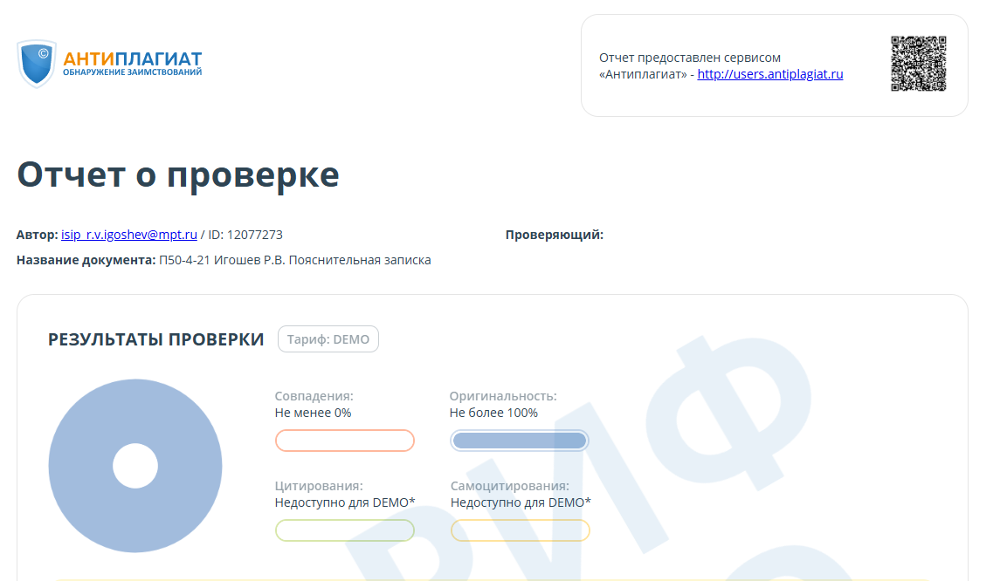 ©
АНТИПЛАГИАТ
ОБНАРУЖЕНИЕ ЗАИМСТВОВАНИЙ
Отчет предоставлен сервисом
«Антиплагиат» - http://users.antiplagiat.ru
Отчет о проверке
Автор: isip_r.v.igoshev@mpt.ru / ID: 12077273
Проверяющий:
Название документа: П50-4-21 Игошев Р.В. Пояснительная записка
РЕЗУЛЬТАТЫ ПРОВЕРКИ
Тариф: DEMO
Совпадения:
Не менее 0%
Оригинальность:
Не более 100%
Цитирования:
Недоступно для DEMO*
Самоцитирования:
Недоступно для DEMO*
РИФ